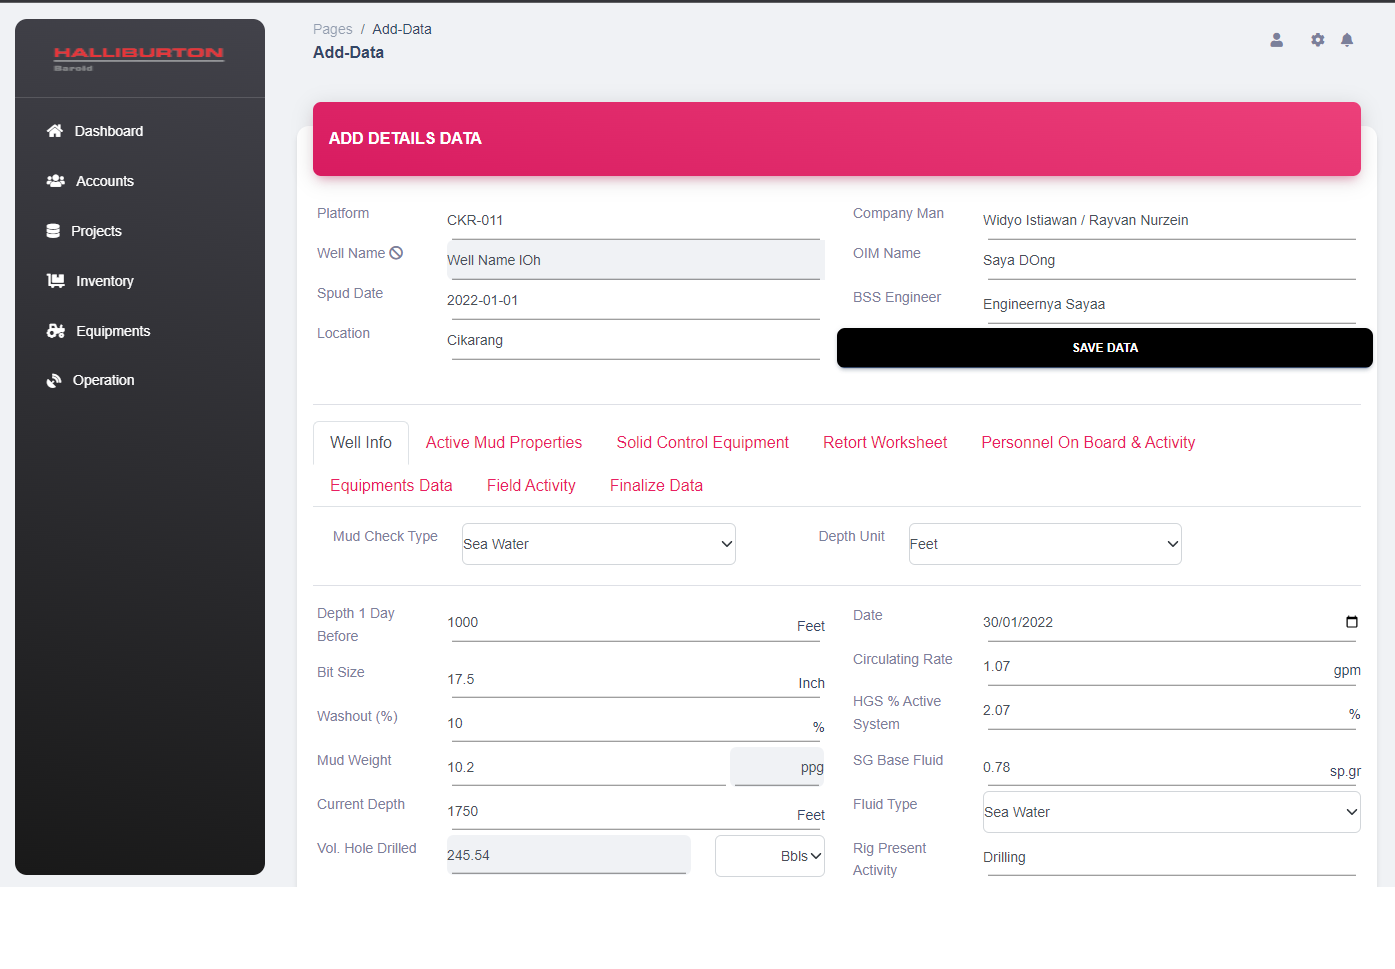 HALLIBURTON
Baroid
Dashboard
Accounts
Projects
Inventory
Equipments
Operation
Pages / Add-Data
Add-Data
ADD DETAILS DATA
Platform CKR-011
Well Name Well Name IOh
Spud Date 2022-01-01
Location Cikarang
Company Man Widyo Istiawan / Rayvan Nurzein
OIM Name Saya DOng
BSS Engineer Engineernya Sayaa
SAVE DATA
Well Info Active Mud Properties Solid Control Equipment Retort Worksheet Personnel On Board & Activity
Equipments Data Field Activity Finalize Data
Mud Check Type Sea Water Depth Unit Feet
Depth 1 Day
Before 1000 Feet
Bit Size 17.5 Inch
Washout (%) 10 %
Mud Weight 10.2 ppg
Current Depth 1750 Feet
Vol. Hole Drilled 245.54 Bbls
Date 30/01/2022
Circulating Rate 1.07 gpm
HGS % Active
System 2.07 %
SG Base Fluid 0.78 sp.gr
Fluid Type Sea Water
Rig Present
Activity Drilling